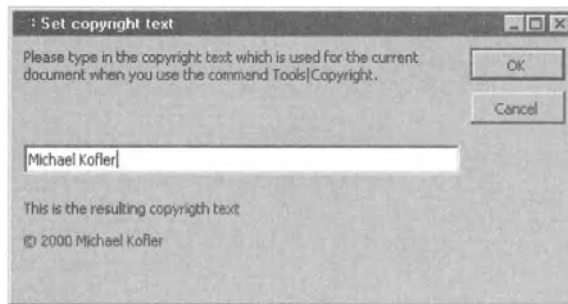 : Set copyright text
Please type in the copyright text which is used for the current
document when you use the command Tools|Copyright.
OK
Cancel
Michael Kofler
This is the resulting copyrigth text
© 2000 Michael Kofler